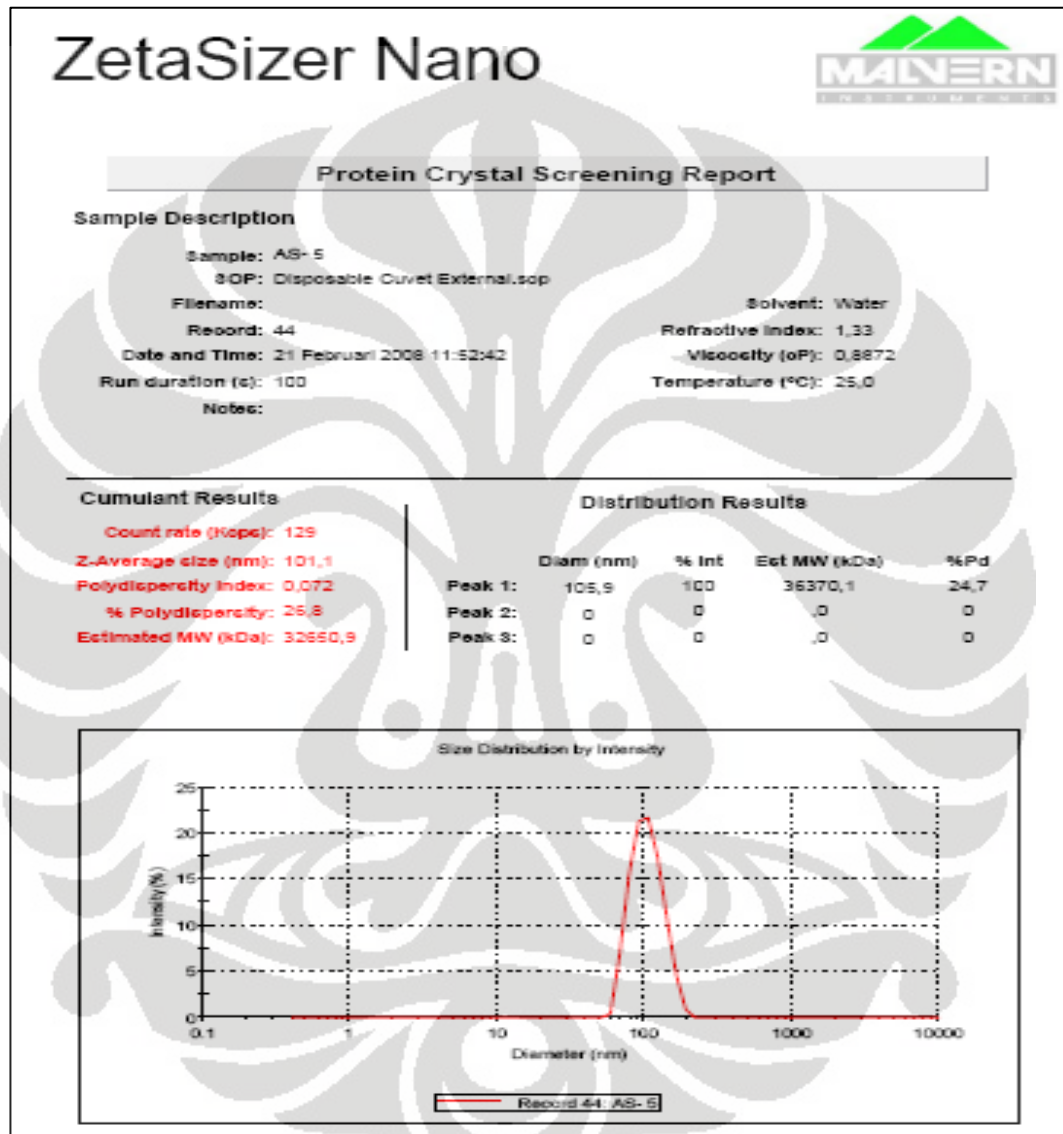 ZetaSizer Nano
MALVERN
INSTRUMENTS
Protein Crystal Screening Report
Sample Description
Sample: AS- 5
SOP: Disposable Cuvet External.sop
Filename:
Record: 44
Date and Time: 21 Februari 2008 11:52:42
Run duration (s): 100
Notes:
Solvent: Water
Refractive Index: 1,33
Viscosity (cP): 0,8872
Temperature (ºC): 25,0
Cumulant Results
Count rate (Kcps): 129
Z-Average size (nm): 101,1
Polydispersity Index: 0,072
% Polydispersity: 26,8
Estimated MW (kDa): 32650,9
Distribution Results
Diam (nm) % Int Est MW (kDa) %Pd
Peak 1: 105,9 100 36370,1 24,7
Peak 2: 0 0 ,0 0
Peak 3: 0 0 ,0 0
Size Distribution by Intensity
Intensity (%)
25
20
15
10
5
0
0.1 1 10 100 1000 10000
Diameter (nm)
Record 44: AS- 5